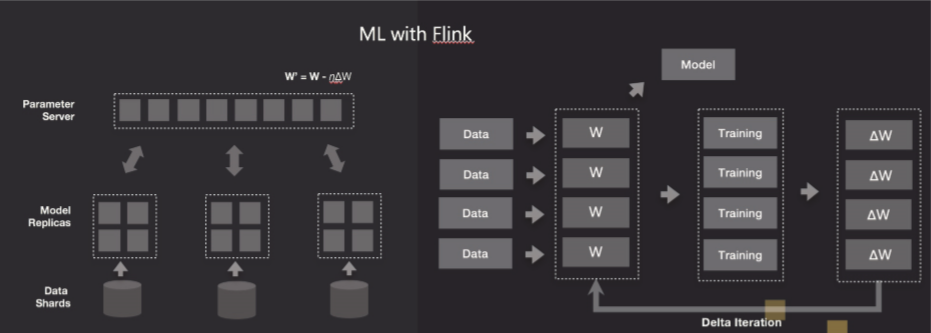 ML with Flink
W' = W - ηΔW
Parameter
Server
Model
Replicas
Data
Shards
Model
Data
Data
Data
Data
W
W
W
W
Training
Training
Training
Training
ΔW
ΔW
ΔW
ΔW
Delta Iteration